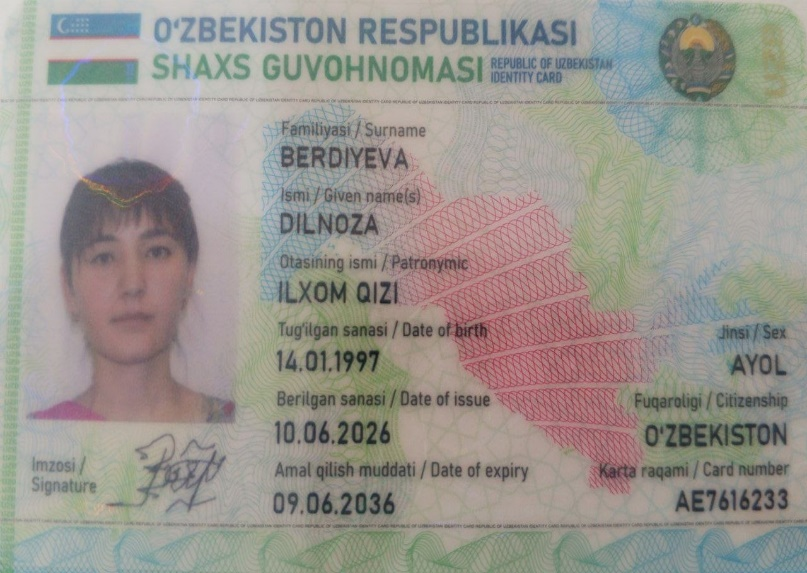 O‘ZBEKISTON RESPUBLIKASI
SHAXS GUVOHNOMASI
REPUBLIC OF UZBEKISTAN
IDENTITY CARD
Familiyasi / Surname
BERDIYEVA
Ismi / Given name(s)
DILNOZA
Otasining ismi / Patronymic
ILXOM QIZI
Tug‘ilgan sanasi / Date of birth
14.01.1997
Jinsi / Sex
AYOL
Berilgan sanasi / Date of issue
10.06.2026
Fuqaroligi / Citizenship
O‘ZBEKISTON
Amal qilish muddati / Date of expiry
09.06.2036
Karta raqami / Card number
AE7616233
Imzosi /
Signature